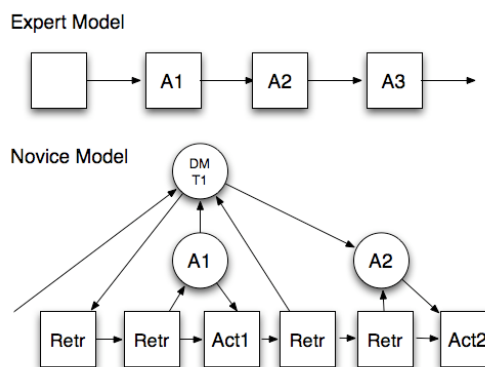 Expert Model
A1 A2 A3
Novice Model
DM
T1
A1 A2
Retr Retr Act1 Retr Retr Act2